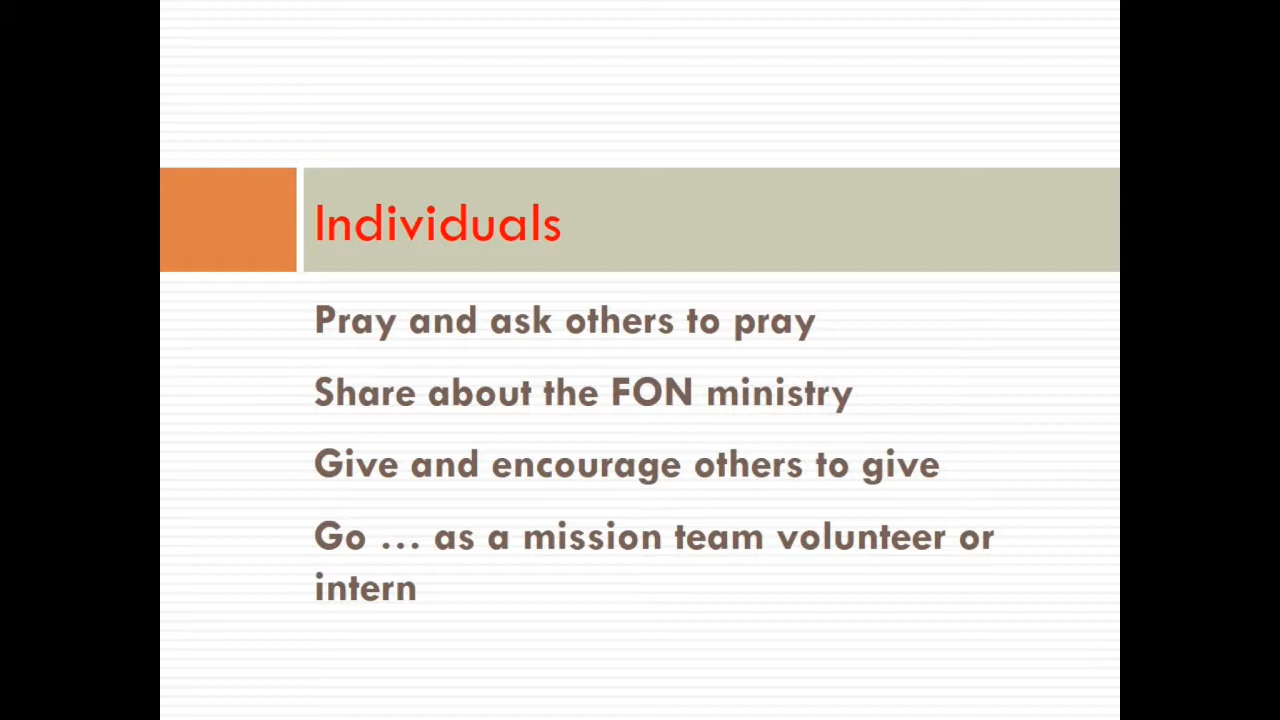 Individuals
Pray and ask others to pray
Share about the FON ministry
Give and encourage others to give
Go ... as a mission team volunteer or
intern